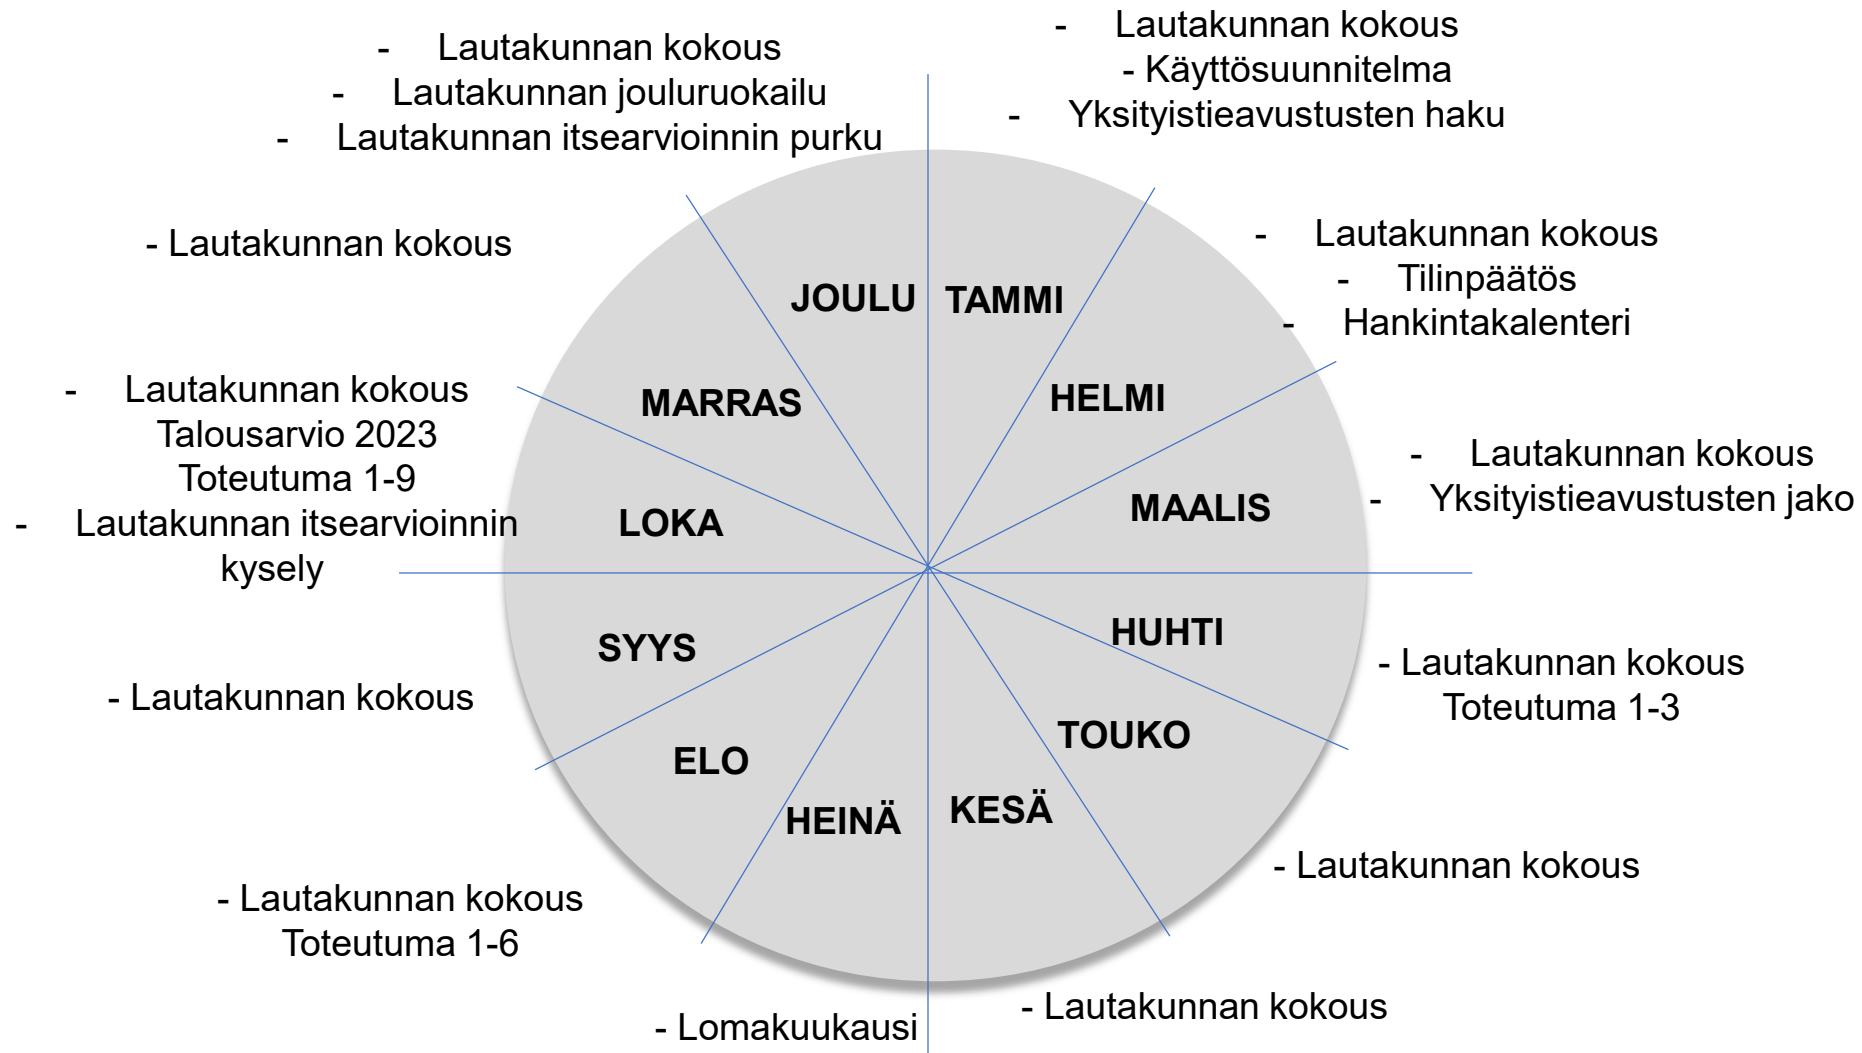 - Lautakunnan kokous
- Käyttösuunnitelma
- Yksityistieavustusten haku
- Lautakunnan kokous
- Lautakunnan jouluruokailu
- Lautakunnan itsearvioinnin purku
- Lautakunnan kokous
- Lautakunnan kokous
- Tilinpäätös
- Hankintakalenteri
JOULU
TAMMI
MARRAS
HELMI
- Lautakunnan kokous
Talousarvio 2023
Toteutuma 1-9
- Lautakunnan itsearvioinnin
kysely
LOKA
MAALIS
- Lautakunnan kokous
- Yksityistieavustusten jako
SYYS
HUHTI
- Lautakunnan kokous
- Lautakunnan kokous
Toteutuma 1-3
ELO
TOUKO
HEINÄ
KESÄ
- Lautakunnan kokous
Toteutuma 1-6
- Lautakunnan kokous
- Lomakuukausi
- Lautakunnan kokous